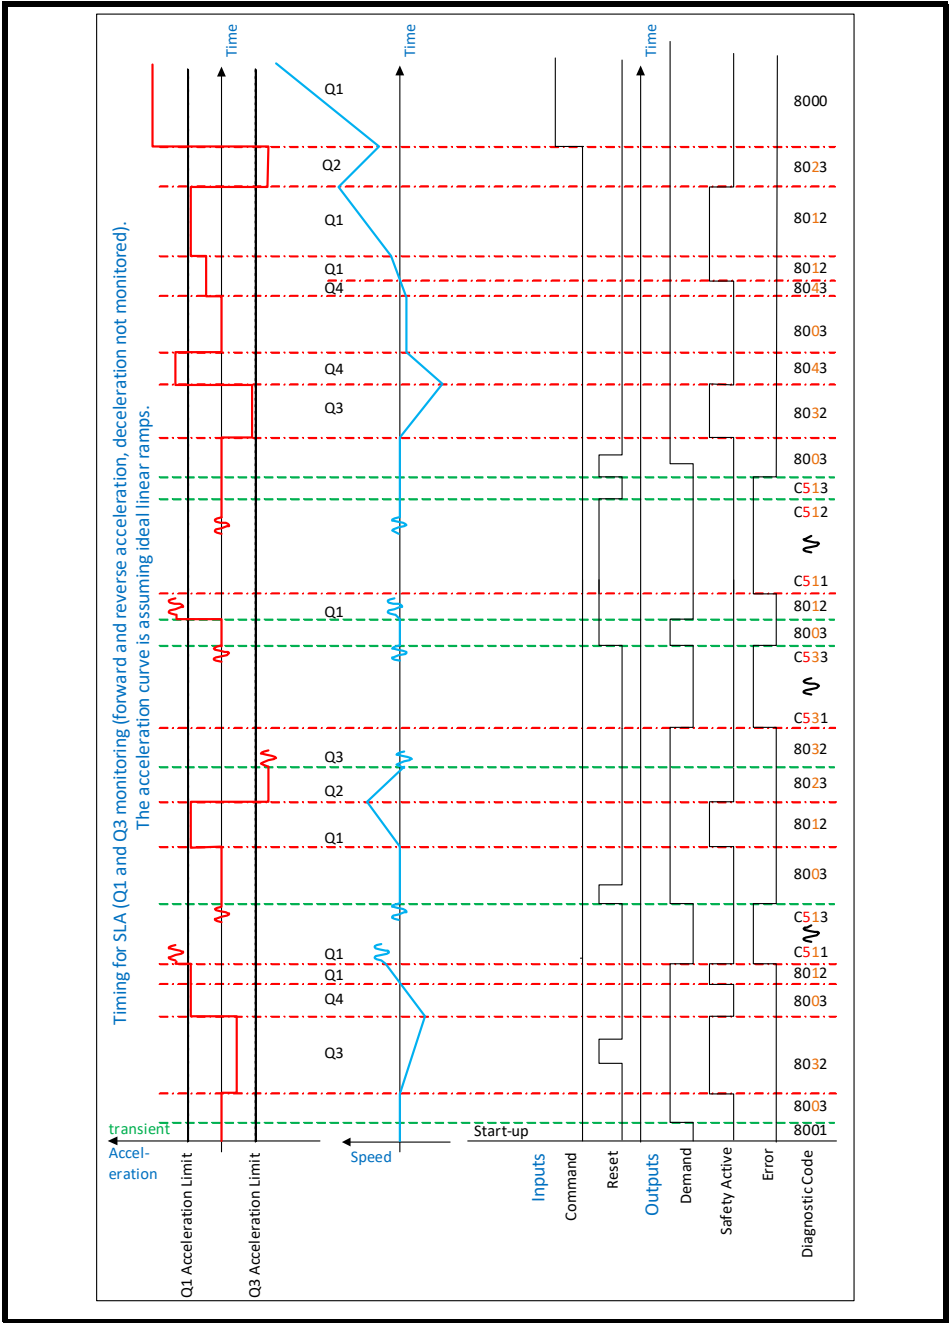 Timing for SLA (Q1 and Q3 monitoring (forward and reverse acceleration, deceleration not monitored).
The acceleration curve is assuming ideal linear ramps.
Time
Time
Time
Q1
8000
Q2
8023
Q1
8012
Q1
8012
Q4
8043
8003
Q4
8043
Q3
8032
8003
C513
C512
C511
Q1
8012
8003
C533
C531
Q3
8032
Q2
8023
Q1
8012
8003
C513
Q1
C511
Q1
8012
Q4
8003
Q3
8032
8003
transient
Start-up
8001
Accel-
eration
Speed
Q1 Acceleration Limit
Q3 Acceleration Limit
Inputs
Command
Reset
Outputs
Demand
Safety Active
Error
Diagnostic Code